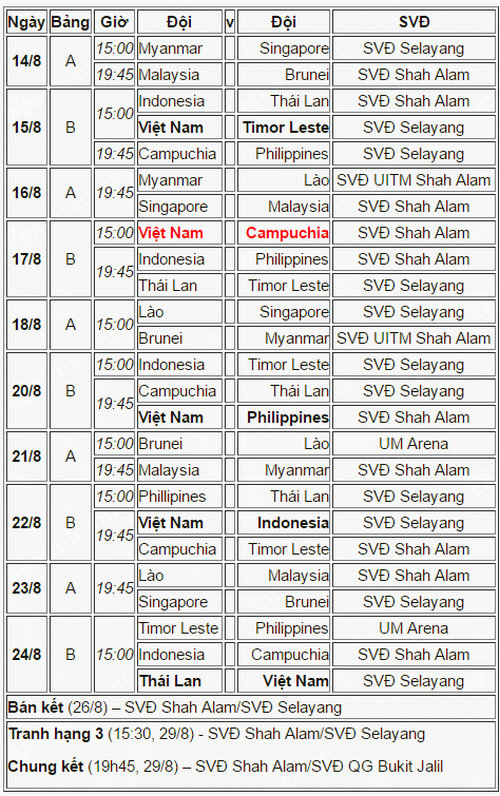 Ngày Bảng Giờ Đội v Đội SVĐ
14/8 A 15:00 Myanmar Singapore SVĐ Selayang
19:45 Malaysia Brunei SVĐ Shah Alam
15/8 B 15:00 Indonesia Thái Lan SVĐ Shah Alam
Việt Nam Timor Leste SVĐ Selayang
19:45 Campuchia Philippines SVĐ Selayang
16/8 A 19:45 Myanmar Lào SVĐ UITM Shah Alam
Singapore Malaysia SVĐ Shah Alam
17/8 B 15:00 Việt Nam Campuchia SVĐ Shah Alam
19:45 Indonesia Philippines SVĐ Shah Alam
Thái Lan Timor Leste SVĐ Selayang
18/8 A 15:00 Lào Singapore SVĐ Selayang
Brunei Myanmar SVĐ UITM Shah Alam
20/8 B 15:00 Indonesia Timor Leste SVĐ Selayang
19:45 Campuchia Thái Lan SVĐ Selayang
Việt Nam Philippines SVĐ Shah Alam
21/8 A 15:00 Brunei Lào UM Arena
19:45 Malaysia Myanmar SVĐ Shah Alam
22/8 B 15:00 Phillipines Thái Lan SVĐ Selayang
19:45 Việt Nam Indonesia SVĐ Selayang
Campuchia Timor Leste SVĐ Shah Alam
23/8 A 19:45 Lào Malaysia SVĐ Shah Alam
Singapore Brunei SVĐ Selayang
24/8 B 15:00 Timor Leste Philippines UM Arena
Indonesia Campuchia SVĐ Shah Alam
Thái Lan Việt Nam SVĐ Selayang
Bán kết (26/8) – SVĐ Shah Alam/SVĐ Selayang
Tranh hạng 3 (15:30, 29/8) - SVĐ Shah Alam/SVĐ Selayang
Chung kết (19h45, 29/8) – SVĐ Shah Alam/SVĐ QG Bukit Jalil